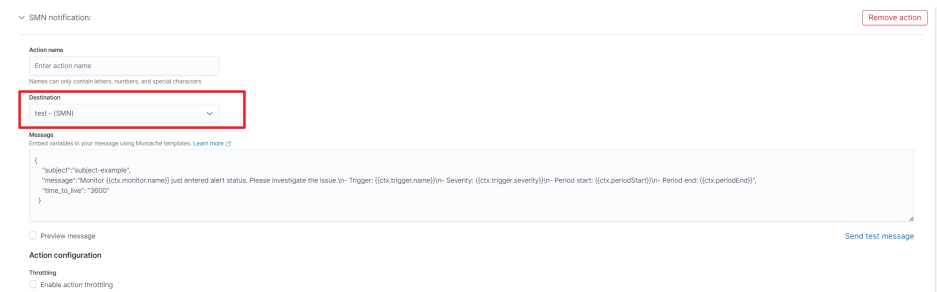 SMN notification:
Remove action
Action name
Enter action name
Names can only contain letters, numbers, and special characters
Destination
test - (SMN)
Message
Embed variables in your message using Mustache templates. Learn more
{
"subject":"subject-example",
"message":"Monitor {{ctx.monitor.name}} just entered alert status. Please investigate the issue.\n- Trigger: {{ctx.trigger.name}}\n- Severity: {{ctx.trigger.severity}}\n- Period start: {{ctx.periodStart}}\n- Period end: {{ctx.periodEnd}}",
"time_to_live": "3600"
}
Preview message
Send test message
Action configuration
Throttling
Enable action throttling